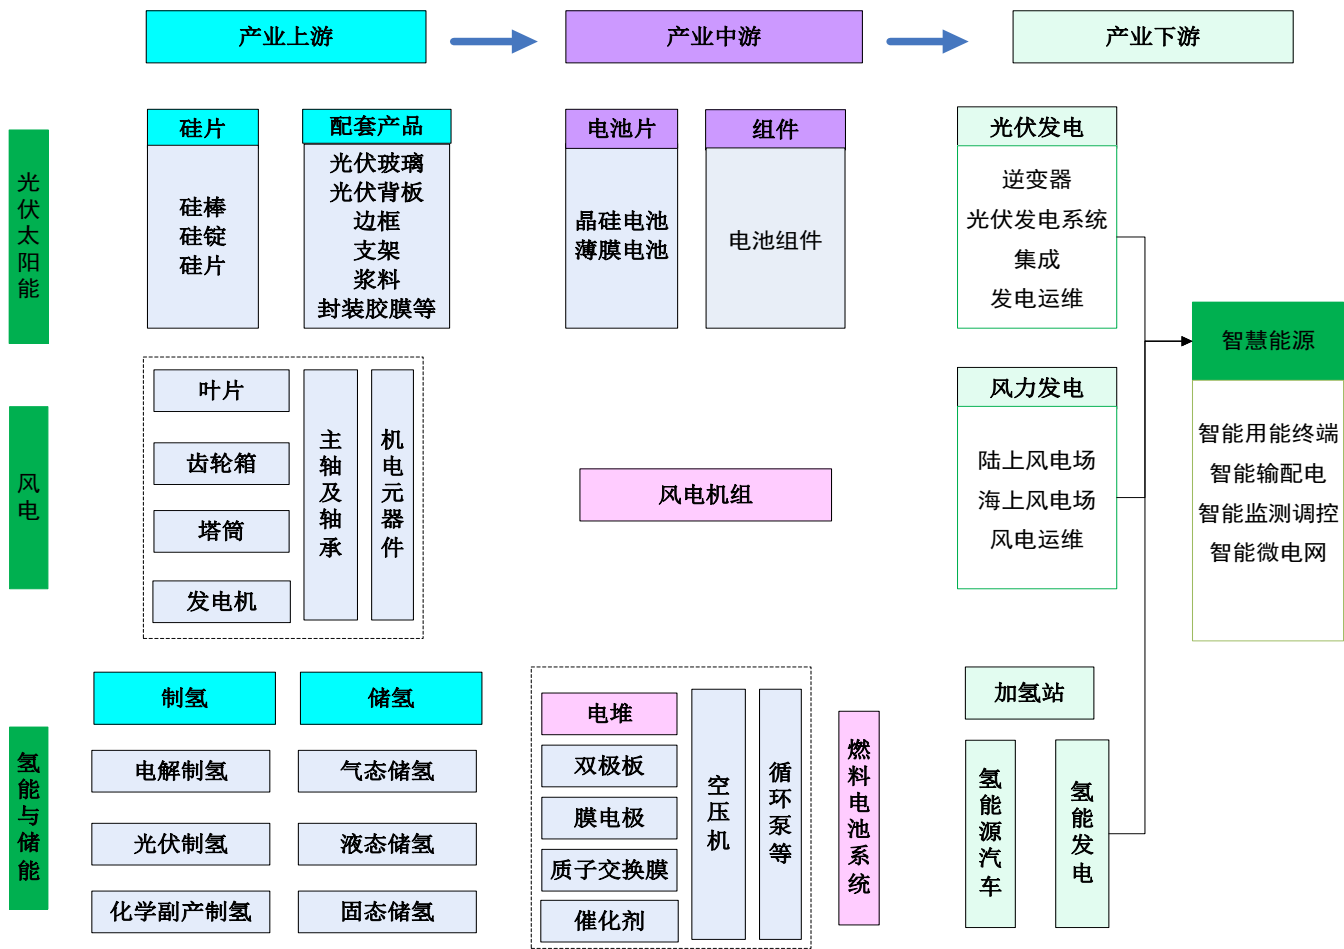 产业上游
产业中游
产业下游
光伏太阳能
硅片
硅棒
硅锭
硅片
配套产品
光伏玻璃
光伏背板
边框
支架
浆料
封装胶膜等
电池片
晶硅电池
薄膜电池
组件
电池组件
光伏发电
逆变器
光伏发电系统
集成
发电运维
智慧能源
智能用能终端
智能输配电
智能监测调控
智能微电网
风电
叶片
齿轮箱
塔筒
发电机
主轴及轴承
机电元器件
风电机组
风力发电
陆上风电场
海上风电场
风电运维
氢能与储能
制氢
电解制氢
光伏制氢
化学副产制氢
储氢
气态储氢
液态储氢
固态储氢
电堆
双极板
膜电极
质子交换膜
催化剂
空压机
循环泵等
燃料电池系统
加氢站
氢能源汽车
氢能发电